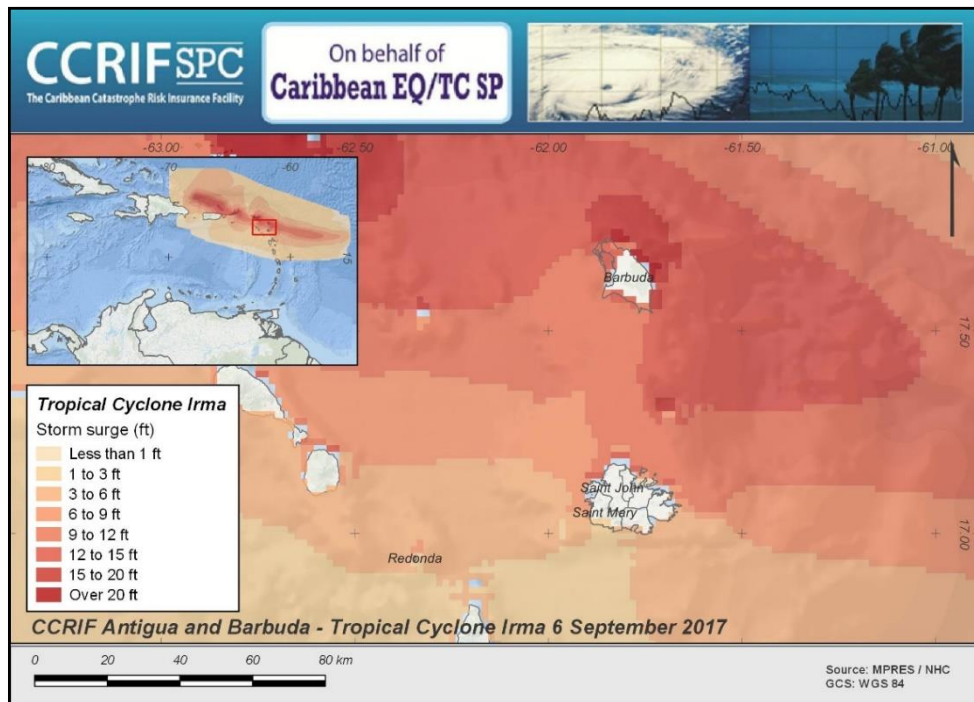 CCRIF SPC
The Caribbean Catastrophe Risk Insurance Facility
On behalf of
Caribbean EQ/TC SP
-63.00 -62.50 -62.00 -61.50 -61.00
-80 -70 -60
15
Barbuda
17.50
Tropical Cyclone Irma
Storm surge (ft)
Less than 1 ft
1 to 3 ft
3 to 6 ft
6 to 9 ft
9 to 12 ft
12 to 15 ft
15 to 20 ft
Over 20 ft
Saint John
Saint Mary
17.00
Redonda
CCRIF Antigua and Barbuda - Tropical Cyclone Irma 6 September 2017
0 20 40 60 80 km
Source: MPRES / NHC
GCS: WGS 84